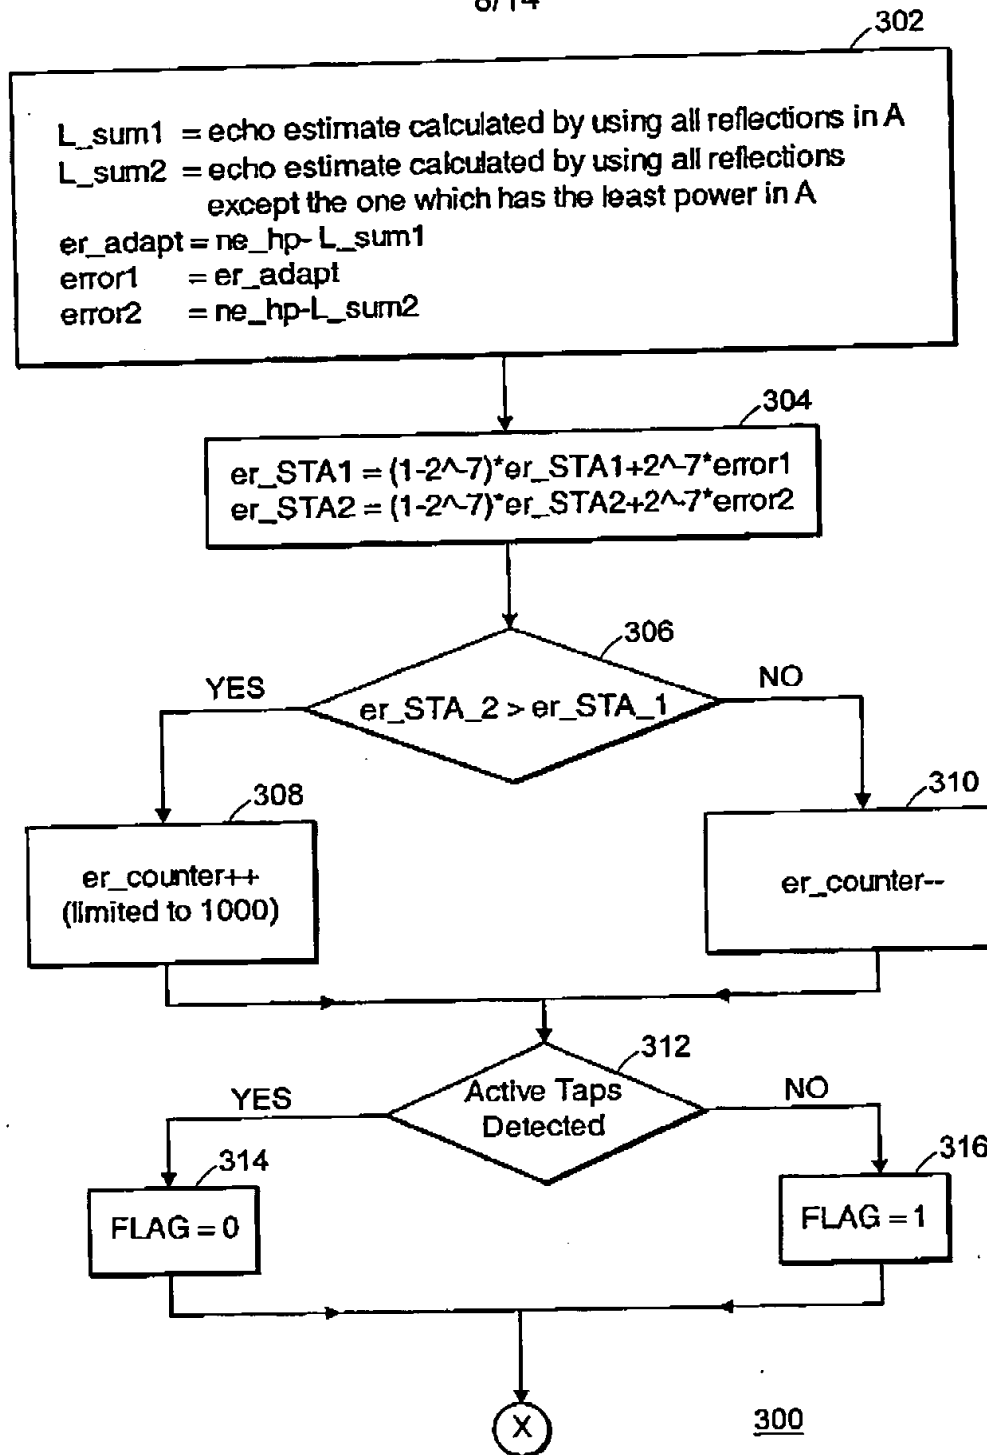 8/14
302
L_sum1 = echo estimate calculated by using all reflections in A
L_sum2 = echo estimate calculated by using all reflections
except the one which has the least power in A
er_adapt = ne_hp- L_sum1
error1 = er_adapt
error2 = ne_hp-L_sum2
304
er_STA1 = (1-2^-7)*er_STA1+2^-7*error1
er_STA2 = (1-2^-7)*er_STA2+2^-7*error2
306
YES
NO
er_STA_2 > er_STA_1
308
310
er_counter++
(limited to 1000)
er_counter--
312
YES
NO
Active Taps
Detected
314
316
FLAG = 0
FLAG = 1
X
300